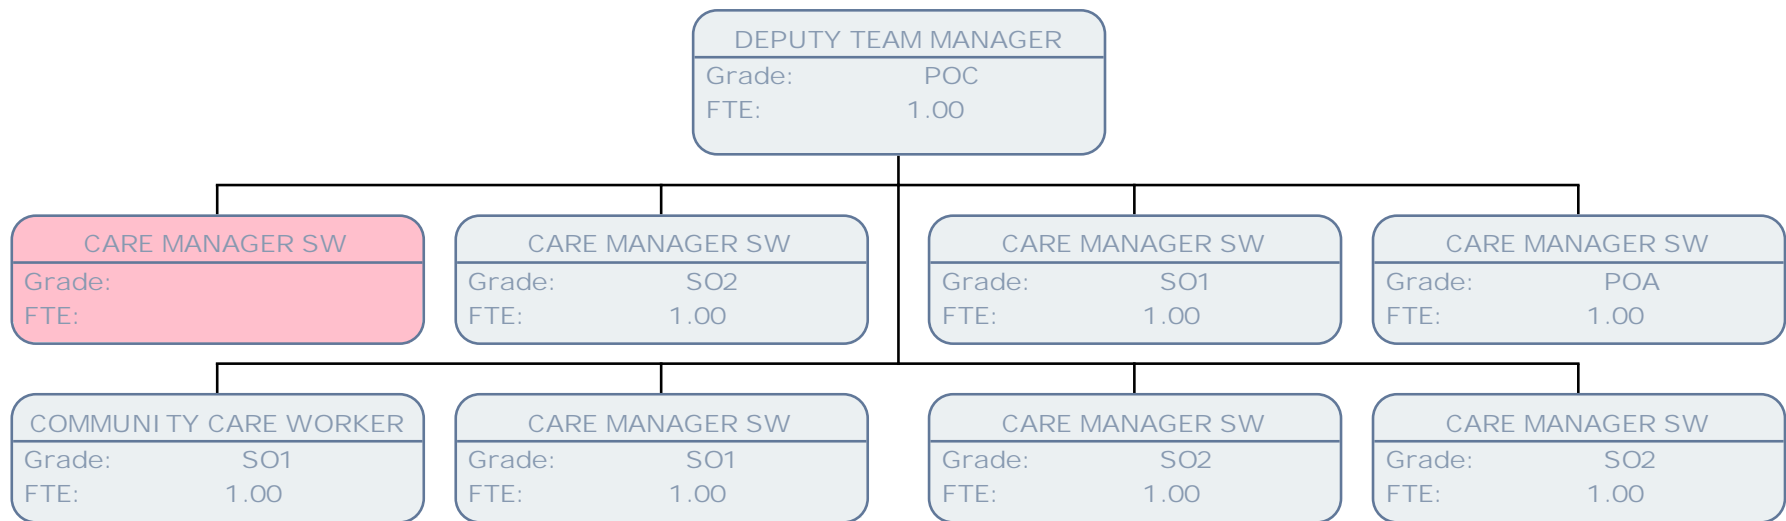 DEPUTY TEAM MANAGER
Grade: POC
FTE: 1.00
CARE MANAGER SW
Grade:
FTE:
CARE MANAGER SW
Grade: SO2
FTE: 1.00
CARE MANAGER SW
Grade: SO1
FTE: 1.00
CARE MANAGER SW
Grade: POA
FTE: 1.00
COMMUNITY CARE WORKER
Grade: SO1
FTE: 1.00
CARE MANAGER SW
Grade: SO1
FTE: 1.00
CARE MANAGER SW
Grade: SO2
FTE: 1.00
CARE MANAGER SW
Grade: SO2
FTE: 1.00